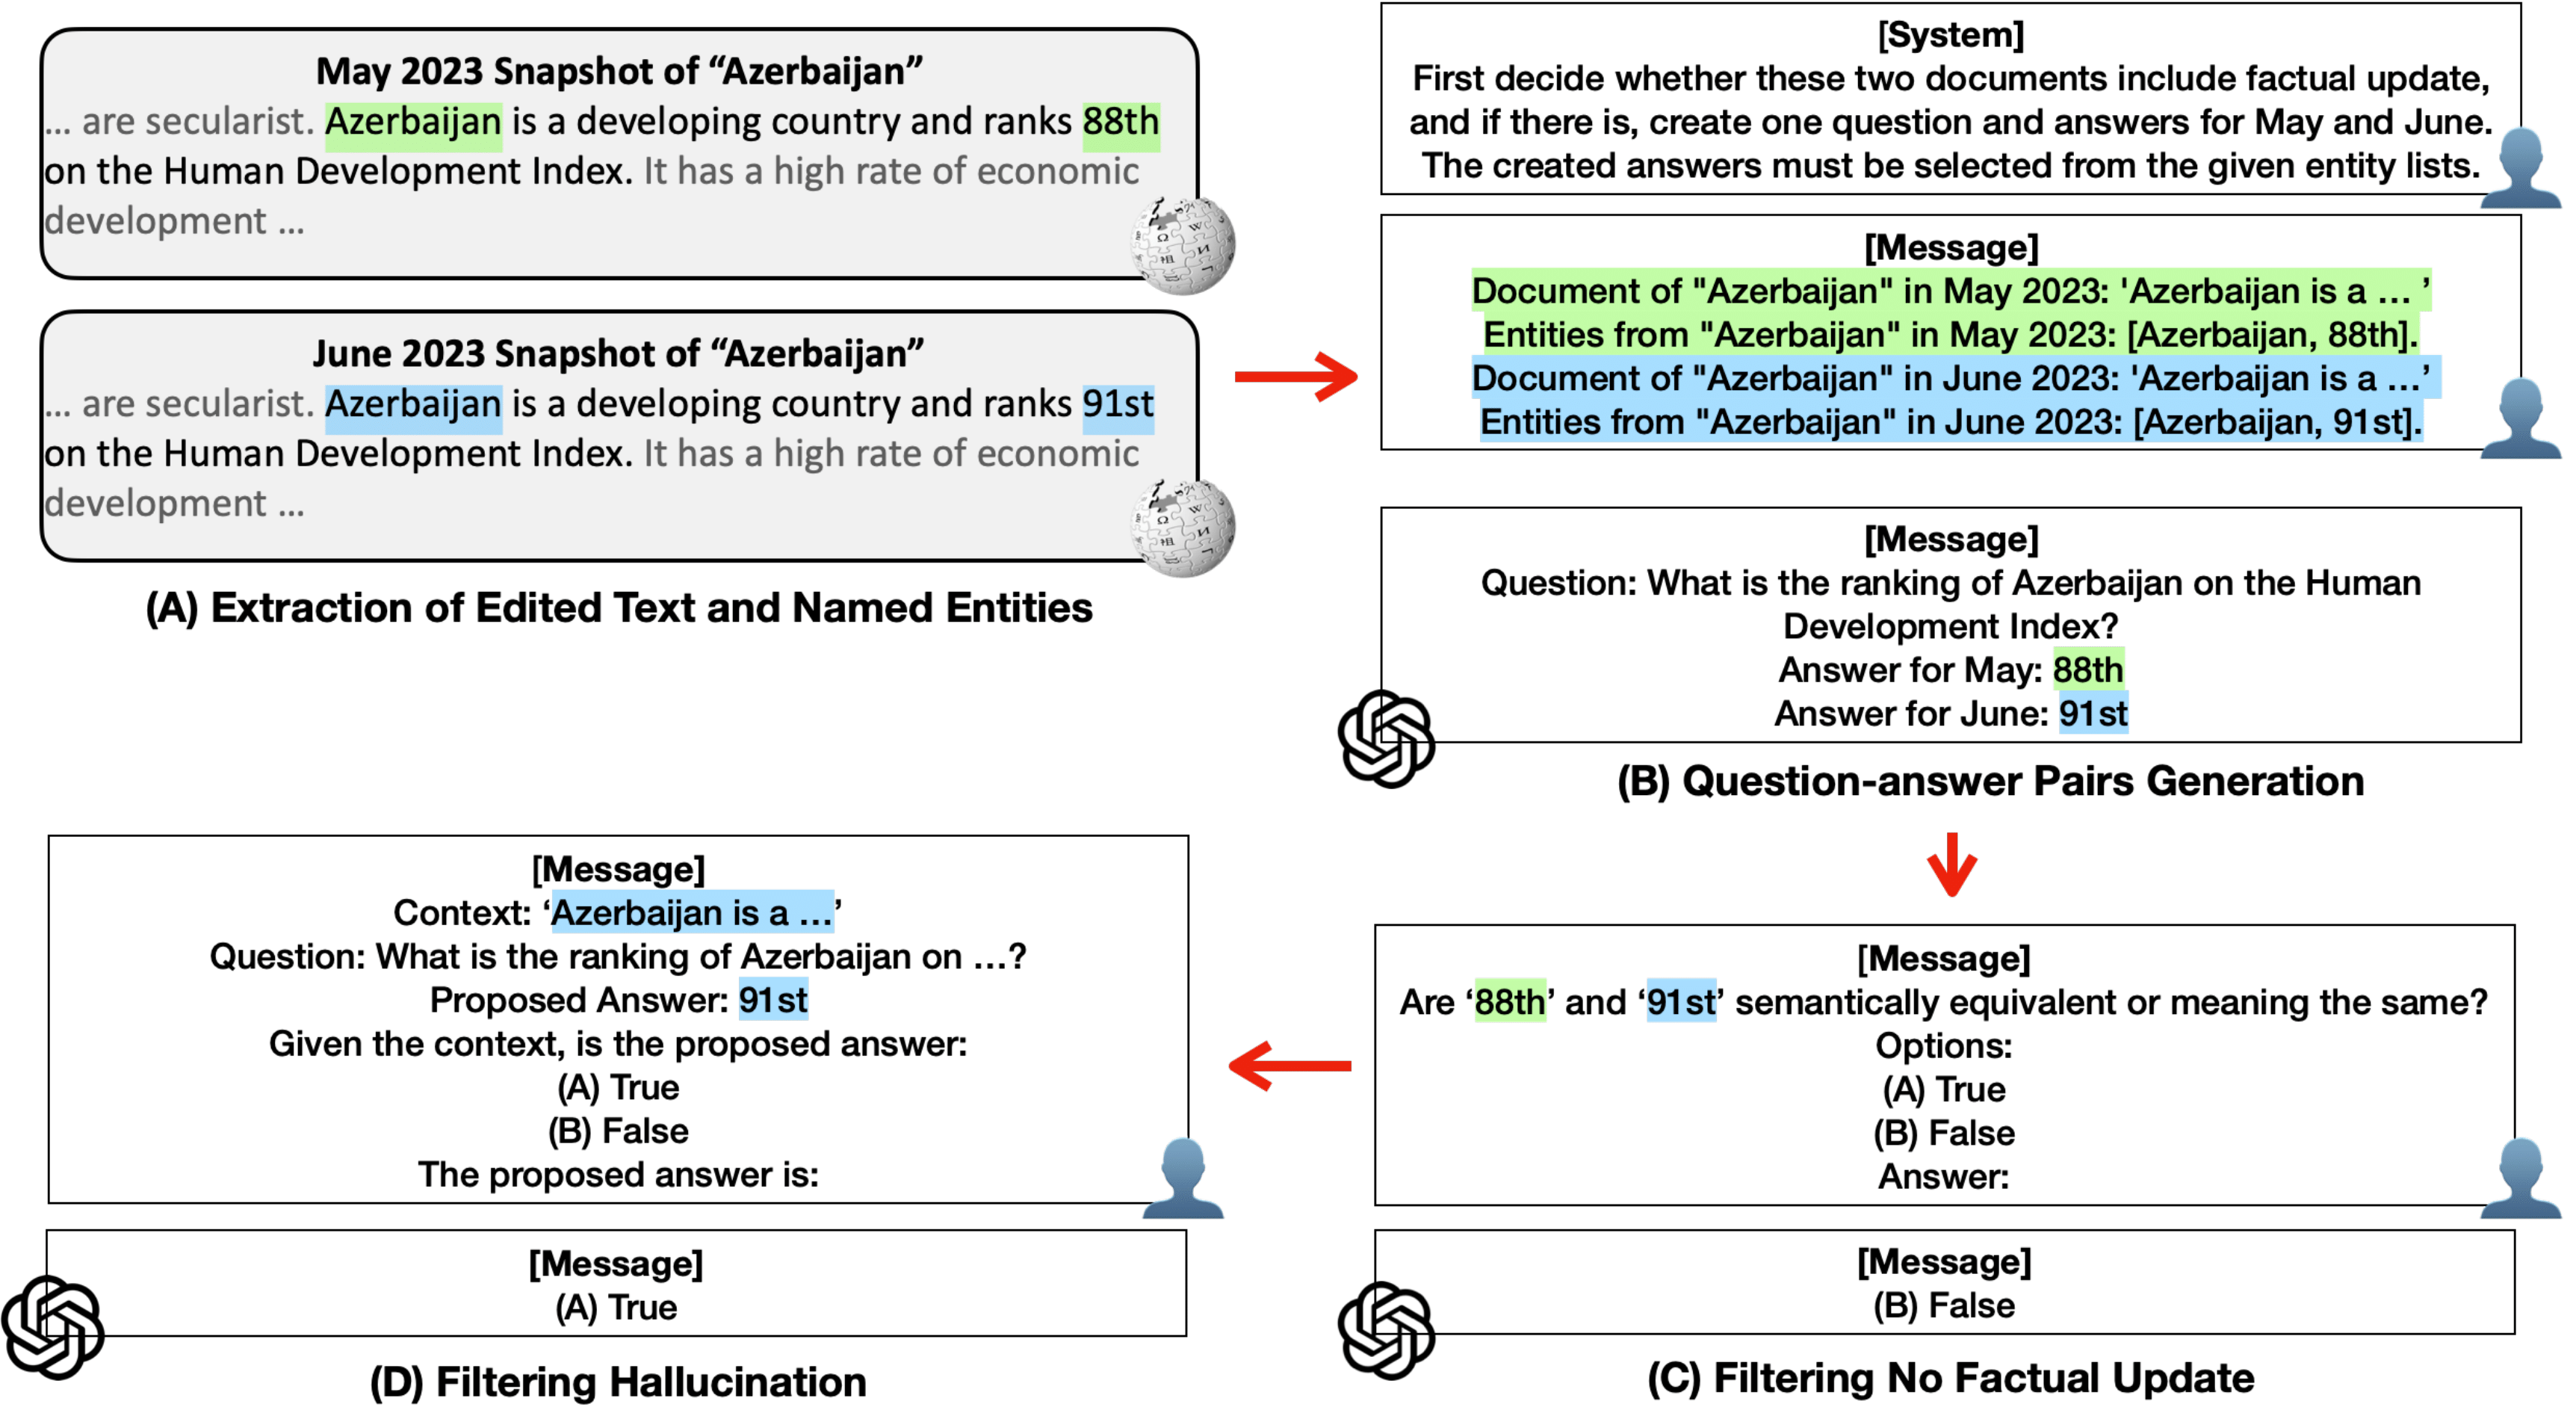 May 2023 Snapshot of “Azerbaijan”
... are secularist. Azerbaijan is a developing country and ranks 88th
on the Human Development Index. It has a high rate of economic
development ...
June 2023 Snapshot of “Azerbaijan”
... are secularist. Azerbaijan is a developing country and ranks 91st
on the Human Development Index. It has a high rate of economic
development ...
(A) Extraction of Edited Text and Named Entities
[System]
First decide whether these two documents include factual update,
and if there is, create one question and answers for May and June.
The created answers must be selected from the given entity lists.
[Message]
Document of "Azerbaijan" in May 2023: 'Azerbaijan is a ... ’
Entities from "Azerbaijan" in May 2023: [Azerbaijan, 88th].
Document of "Azerbaijan" in June 2023: 'Azerbaijan is a ...’
Entities from "Azerbaijan" in June 2023: [Azerbaijan, 91st].
[Message]
Question: What is the ranking of Azerbaijan on the Human
Development Index?
Answer for May: 88th
Answer for June: 91st
(B) Question-answer Pairs Generation
[Message]
Are ‘88th’ and ‘91st’ semantically equivalent or meaning the same?
Options:
(A) True
(B) False
Answer:
[Message]
(B) False
(C) Filtering No Factual Update
[Message]
Context: ‘Azerbaijan is a ...’
Question: What is the ranking of Azerbaijan on ...?
Proposed Answer: 91st
Given the context, is the proposed answer:
(A) True
(B) False
The proposed answer is:
[Message]
(A) True
(D) Filtering Hallucination